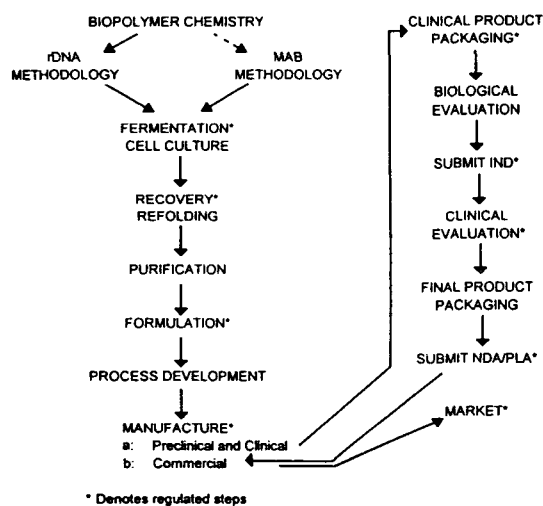 BIOPOLYMER CHEMISTRY
rDNA
METHODOLOGY
MAB
METHODOLOGY
FERMENTATION*
CELL CULTURE
RECOVERY*
REFOLDING
PURIFICATION
FORMULATION*
PROCESS DEVELOPMENT
MANUFACTURE*
a: Preclinical and Clinical
b: Commercial
* Denotes regulated steps
CLINICAL PRODUCT
PACKAGING*
BIOLOGICAL
EVALUATION
SUBMIT IND*
CLINICAL
EVALUATION*
FINAL PRODUCT
PACKAGING
SUBMIT NDA/PLA*
MARKET*